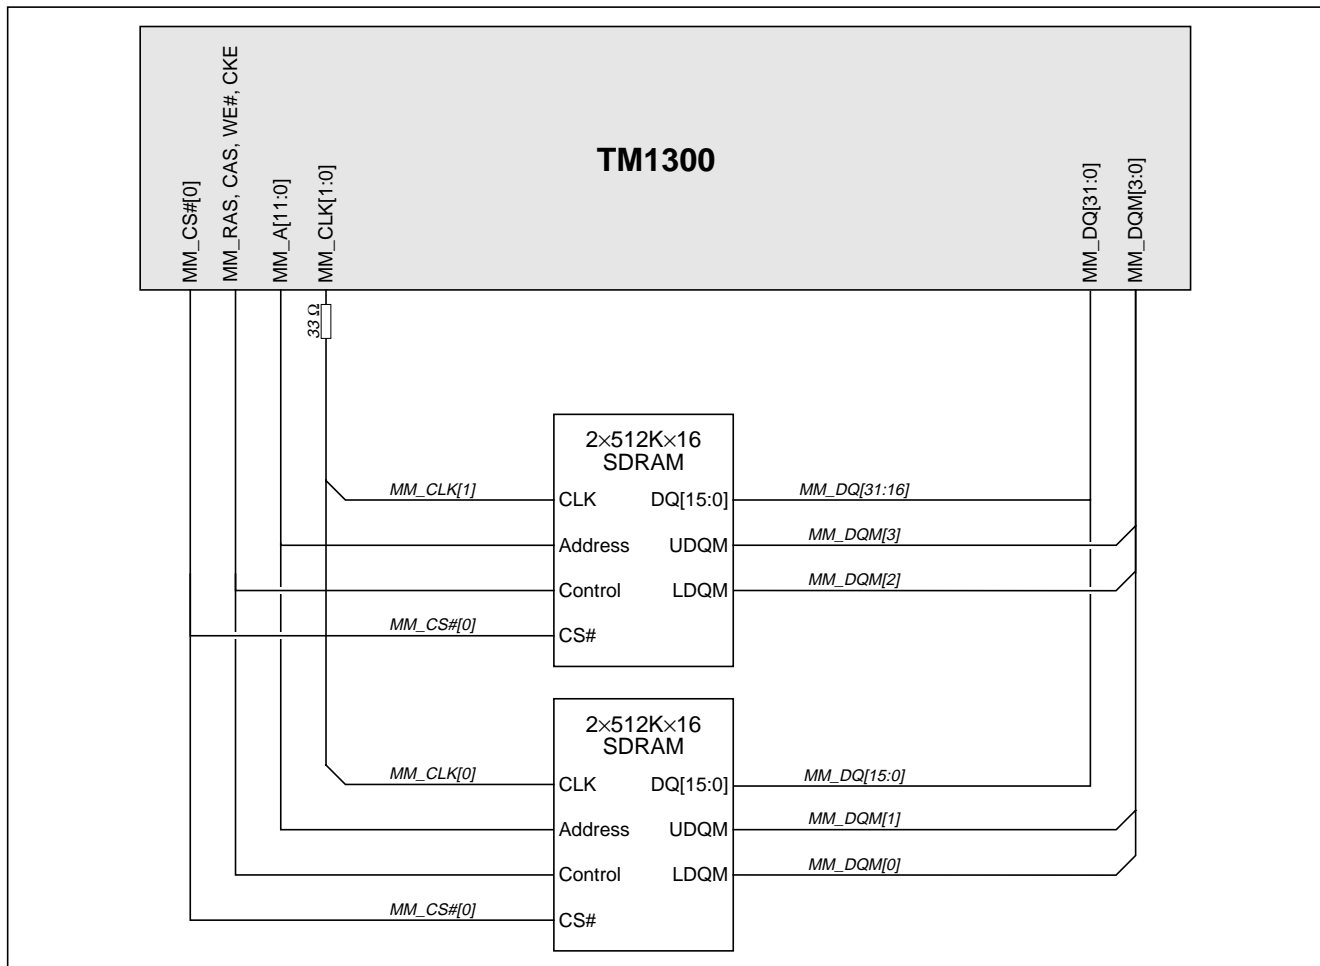 TM1300
MM_CS#[0]
MM_RAS, CAS, WE#, CKE
MM_A[11:0]
MM_CLK[1:0]
MM_DQ[31:0]
MM_DQM[3:0]
33 Ω
2×512K×16
SDRAM
MM_CLK[1]
CLK
DQ[15:0]
MM_DQ[31:16]
Address
UDQM
MM_DQM[3]
Control
LDQM
MM_DQM[2]
MM_CS#[0]
CS#
2×512K×16
SDRAM
MM_CLK[0]
CLK
DQ[15:0]
MM_DQ[15:0]
Address
UDQM
MM_DQM[1]
Control
LDQM
MM_DQM[0]
MM_CS#[0]
CS#